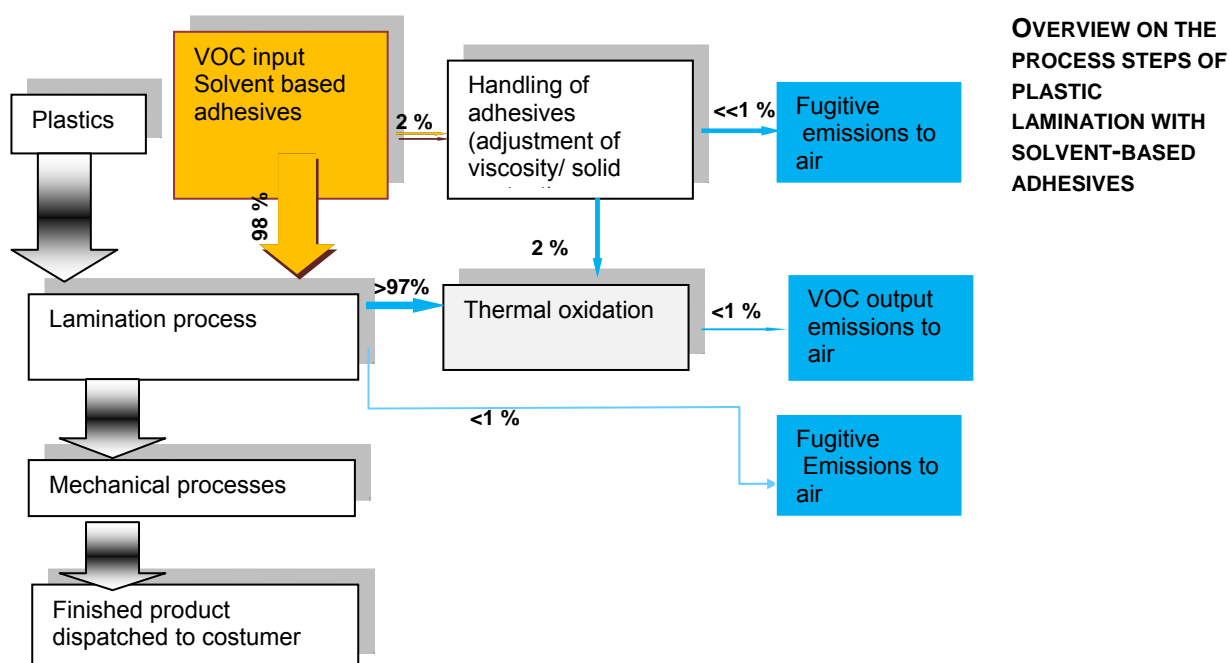 OVERVIEW ON THE
PROCESS STEPS OF
PLASTIC
LAMINATION WITH
SOLVENT-BASED
ADHESIVES
Plastics
VOC input
Solvent based
adhesives
2 %
Handling of
adhesives
(adjustment of
viscosity/ solid
<<1 %
Fugitive
emissions to
air
98 %
2 %
Lamination process
>97%
Thermal oxidation
<1 %
VOC output
emissions to
air
<1 %
Fugitive
Emissions to
air
Mechanical processes
Finished product
dispatched to costumer